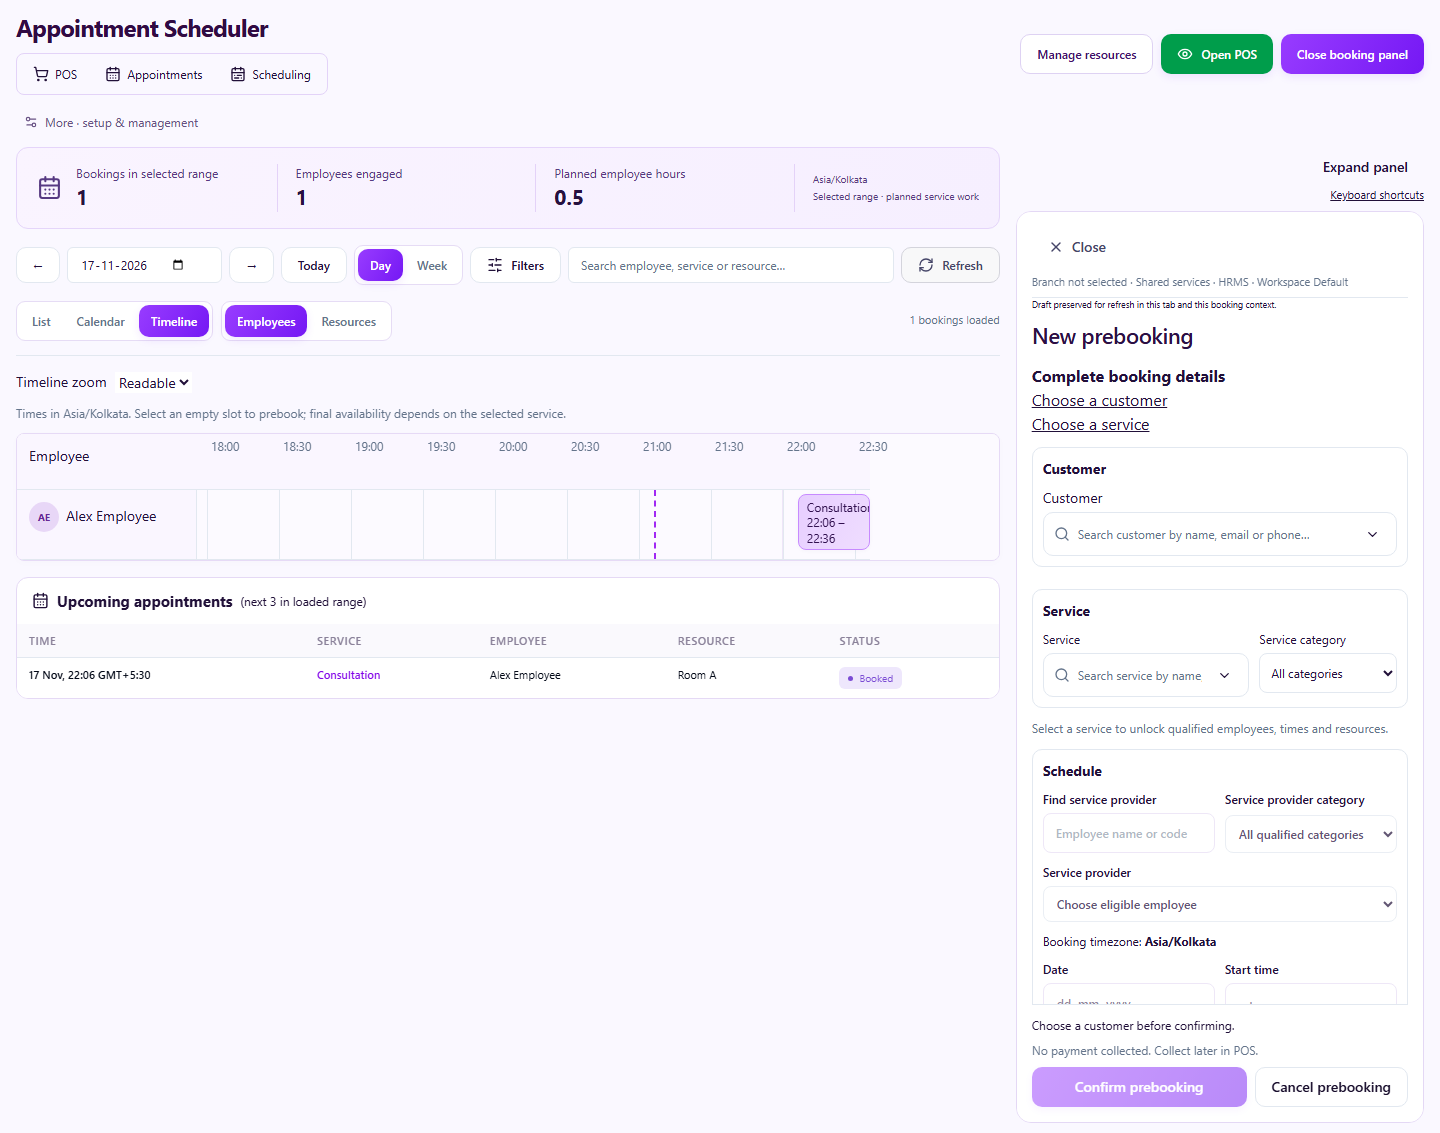 Appointment Scheduler
POS
Appointments
Scheduling
Manage resources
Open POS
Close booking panel
More · setup & management
Bookings in selected range
1
Employees engaged
1
Planned employee hours
0.5
Asia/Kolkata
Selected range · planned service work
←
17-11-2026
→
Today
Day
Week
Filters
Search employee, service or resource...
Refresh
List
Calendar
Timeline
Employees
Resources
1 bookings loaded
Timeline zoom
Readable
Times in Asia/Kolkata. Select an empty slot to prebook; final availability depends on the selected service.
Employee
18:00
18:30
19:00
19:30
20:00
20:30
21:00
21:30
22:00
22:30
AE
Alex Employee
Consultation
22:06 –
22:36
Upcoming appointments (next 3 in loaded range)
TIME
SERVICE
EMPLOYEE
RESOURCE
STATUS
17 Nov, 22:06 GMT+5:30
Consultation
Alex Employee
Room A
Booked
Expand panel
Keyboard shortcuts
Close
Branch not selected · Shared services · HRMS · Workspace Default
Draft preserved for refresh in this tab and this booking context.
New prebooking
Complete booking details
Choose a customer
Choose a service
Customer
Customer
Search customer by name, email or phone...
Service
Service
Service category
Search service by name
All categories
Select a service to unlock qualified employees, times and resources.
Schedule
Find service provider
Service provider category
Employee name or code
All qualified categories
Service provider
Choose eligible employee
Booking timezone: Asia/Kolkata
Date
Start time
Choose a customer before confirming.
No payment collected. Collect later in POS.
Confirm prebooking
Cancel prebooking